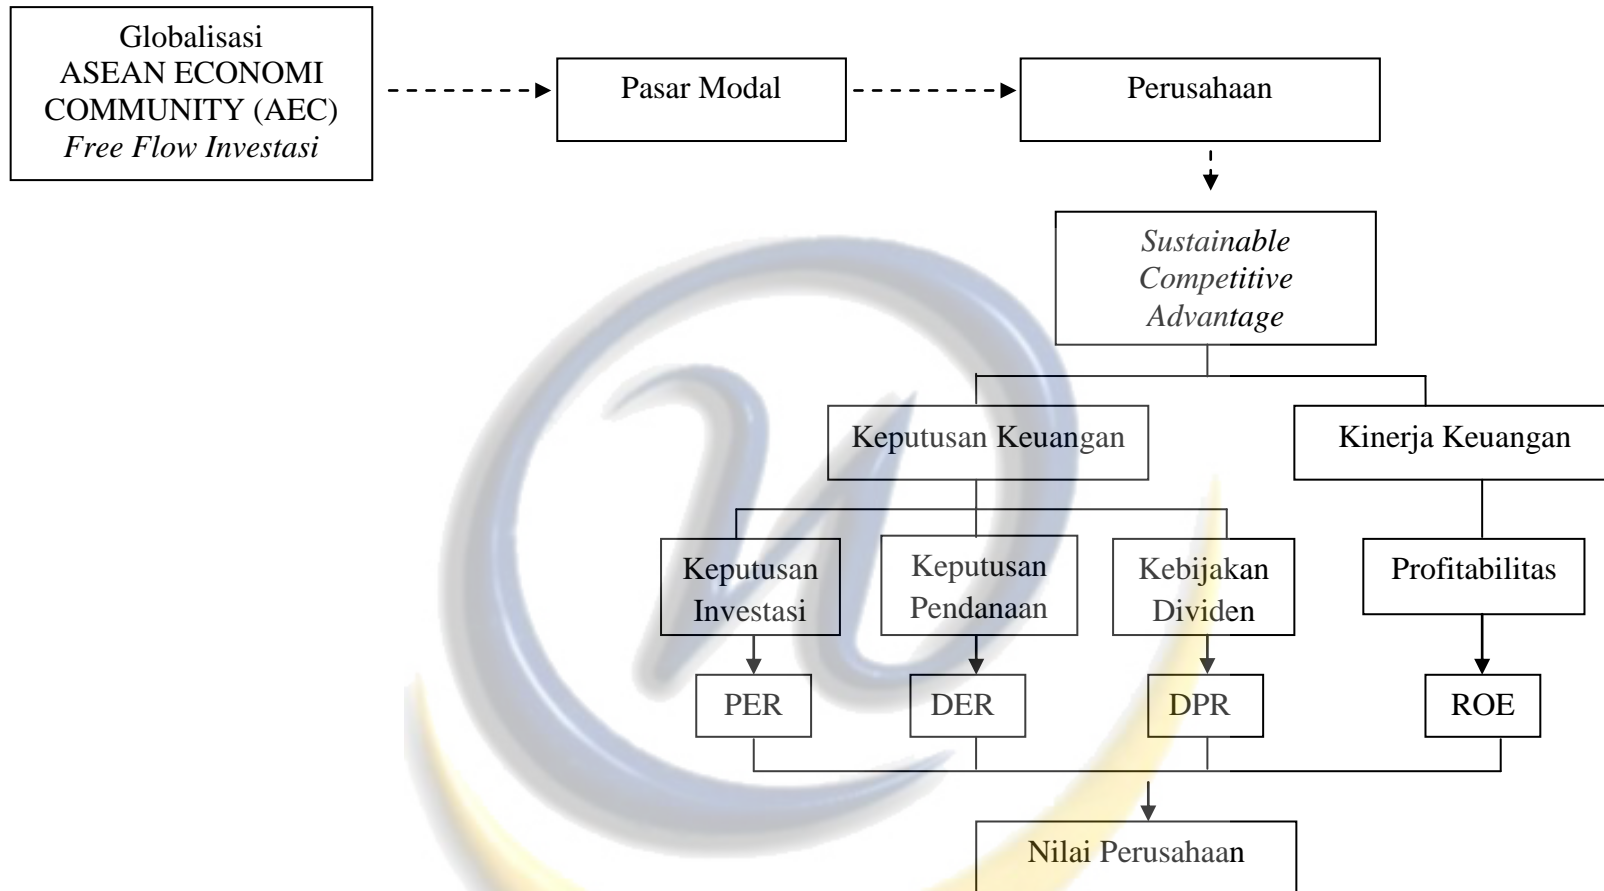 Globalisasi
ASEAN ECONOMI
COMMUNITY (AEC)
Free Flow Investasi
Pasar Modal
Perusahaan
Sustainable
Competitive
Advantage
Keputusan Keuangan
Kinerja Keuangan
Keputusan
Investasi
Keputusan
Pendanaan
Kebijakan
Dividen
Profitabilitas
PER
DER
DPR
ROE
Nilai Perusahaan